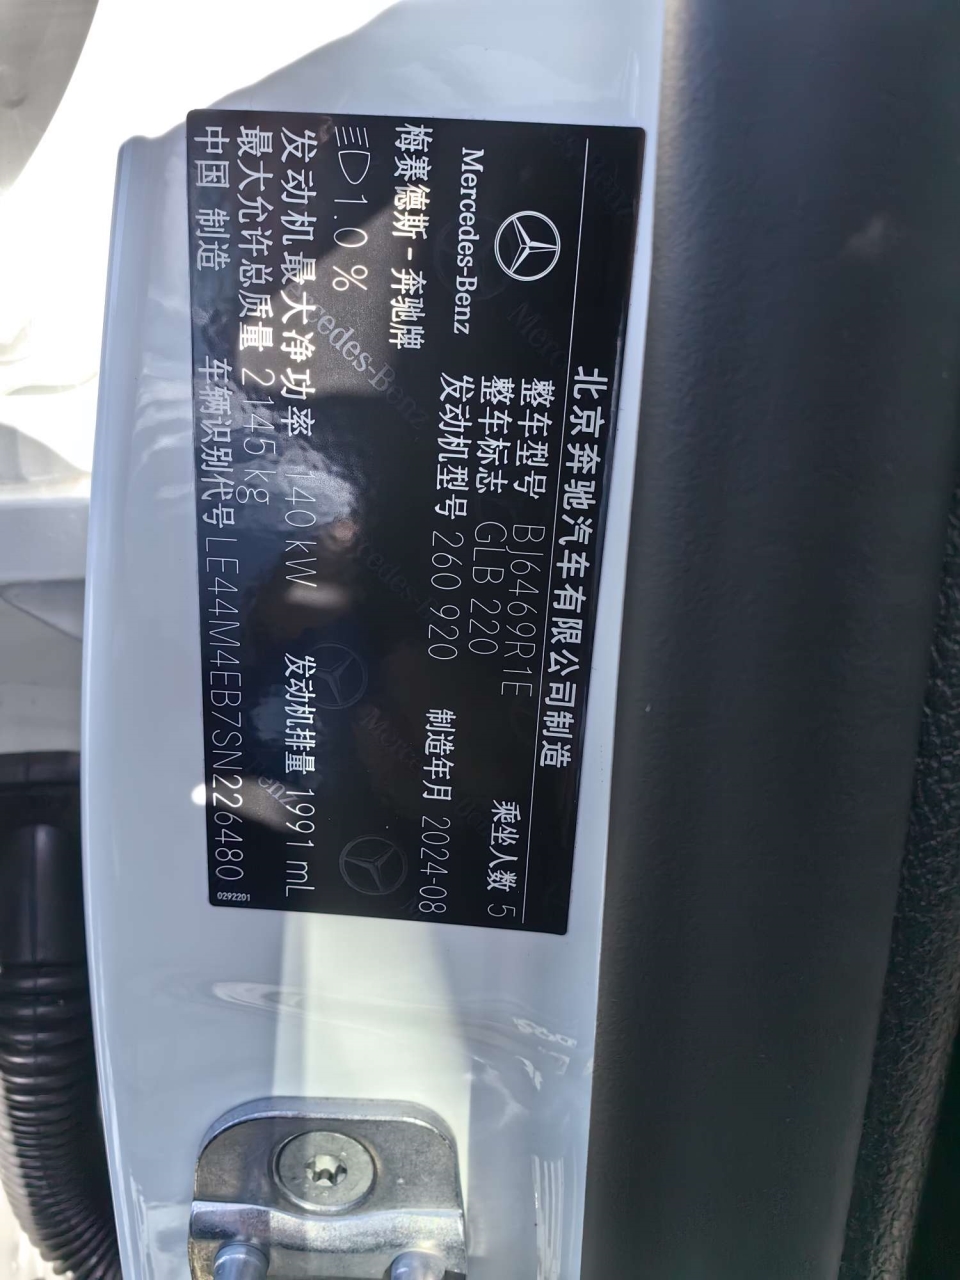 北京奔驰汽车有限公司制造
Mercedes-Benz
梅赛德斯-奔驰牌
整车型号 BJ6469R1E 乘坐人数 5
整车标志 GLB 220
发动机型号 260 920 制造年月 2024-08
1.0 %
发动机最大净功率 140 kW 发动机排量 1991 mL
最大允许总质量 2 145 kg
中国 制造 车辆识别代号 LE44M4EB7SN226480
0292201